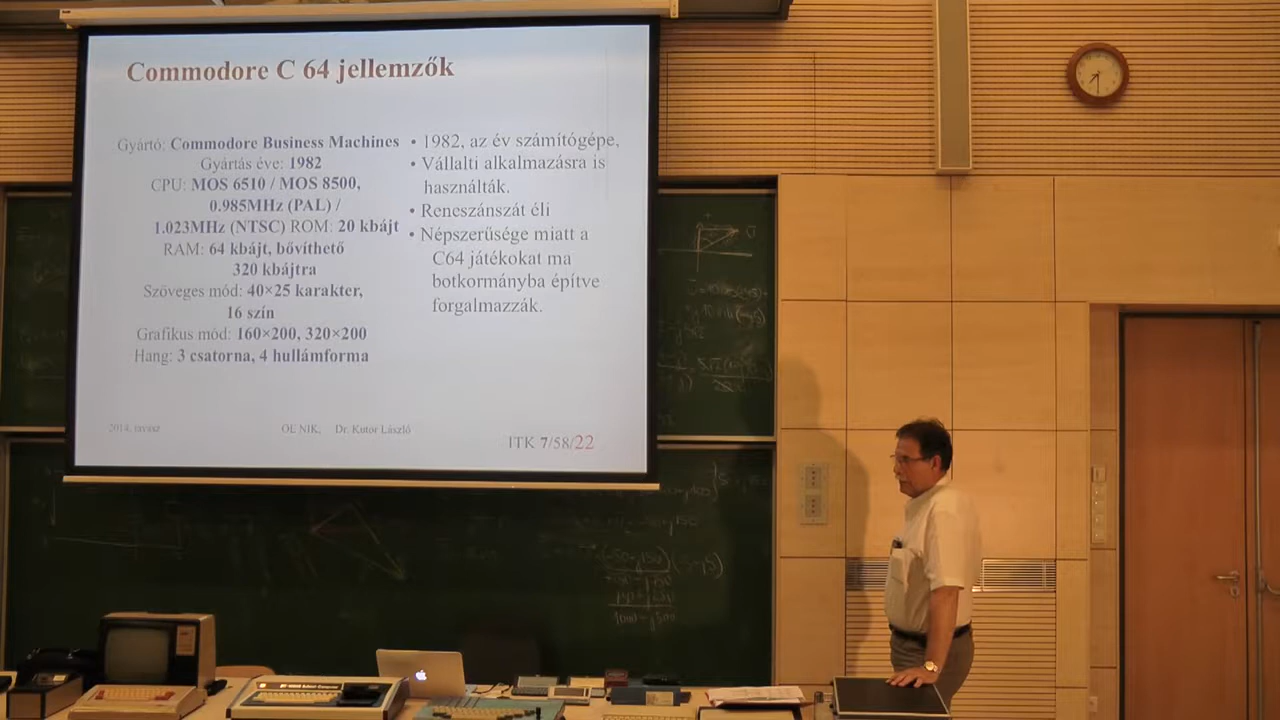 Commodore C 64 jellemzők
Gyártó: Commodore Business Machines
Gyártás éve: 1982
CPU: MOS 6510 / MOS 8500,
0.985MHz (PAL) /
1.023MHz (NTSC) ROM: 20 kbájt
RAM: 64 kbájt, bővíthető
320 kbájtra
Szöveges mód: 40×25 karakter,
16 szín
Grafikus mód: 160×200, 320×200
Hang: 3 csatorna, 4 hullámforma
• 1982, az év számítógépe,
• Vállalti alkalmazásra is
használták.
• Reneszánszát éli
• Népszerűsége miatt a
C64 játékokat ma
botkormányba építve
forgalmazzák.
2014. tavasz
OE NIK. Dr. Kutor László
ITK 7/58/22